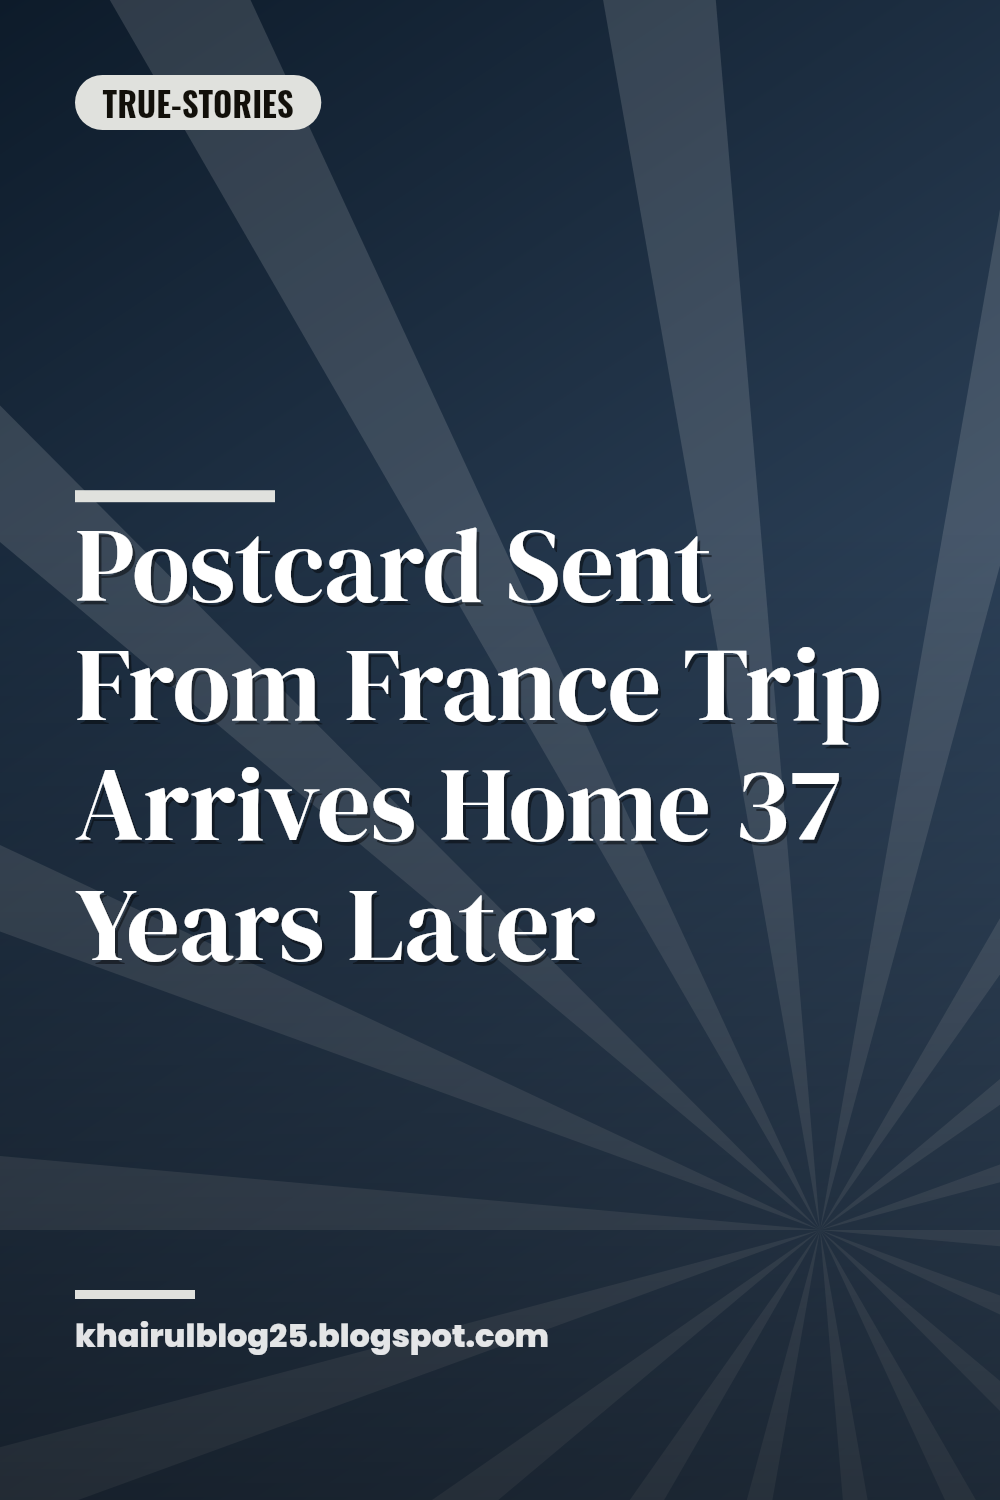 TRUE-STORIES
Postcard Sent
From France Trip
Arrives Home 37
Years Later
khairulblog25.blogspot.com